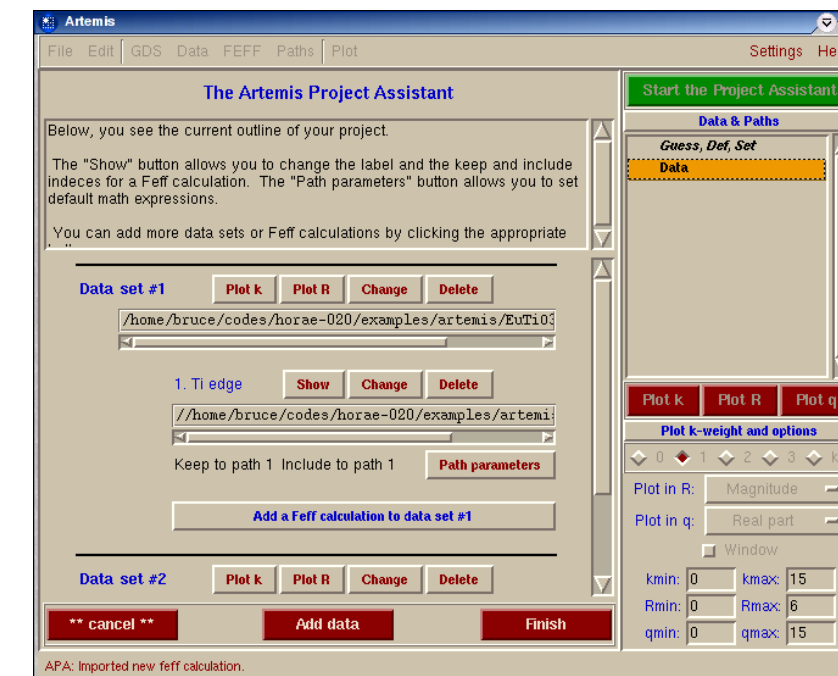 Artemis
File Edit GDS Data FEFF Paths Plot Settings He
The Artemis Project Assistant
Below, you see the current outline of your project.
The "Show" button allows you to change the label and the keep and include
indeces for a Feff calculation. The "Path parameters" button allows you to set
default math expressions.
You can add more data sets or Feff calculations by clicking the appropriate
Data set #1 Plot k Plot R Change Delete
/home/bruce/codes/horae-020/examples/artemis/EuTiO3
1. Ti edge Show Change Delete
//home/bruce/codes/horae-020/examples/artemi
Keep to path 1 Include to path 1 Path parameters
Add a Feff calculation to data set #1
Data set #2 Plot k Plot R Change Delete
** cancel ** Add data Finish
APA: Imported new feff calculation.
Start the Project Assistant
Data & Paths
Guess, Def, Set
Data
Plot k Plot R Plot q
Plot k-weight and options
0 1 2 3 k
Plot in R: Magnitude
Plot in q: Real part
Window
kmin: 0 kmax: 15
Rmin: 0 Rmax: 6
qmin: 0 qmax: 15